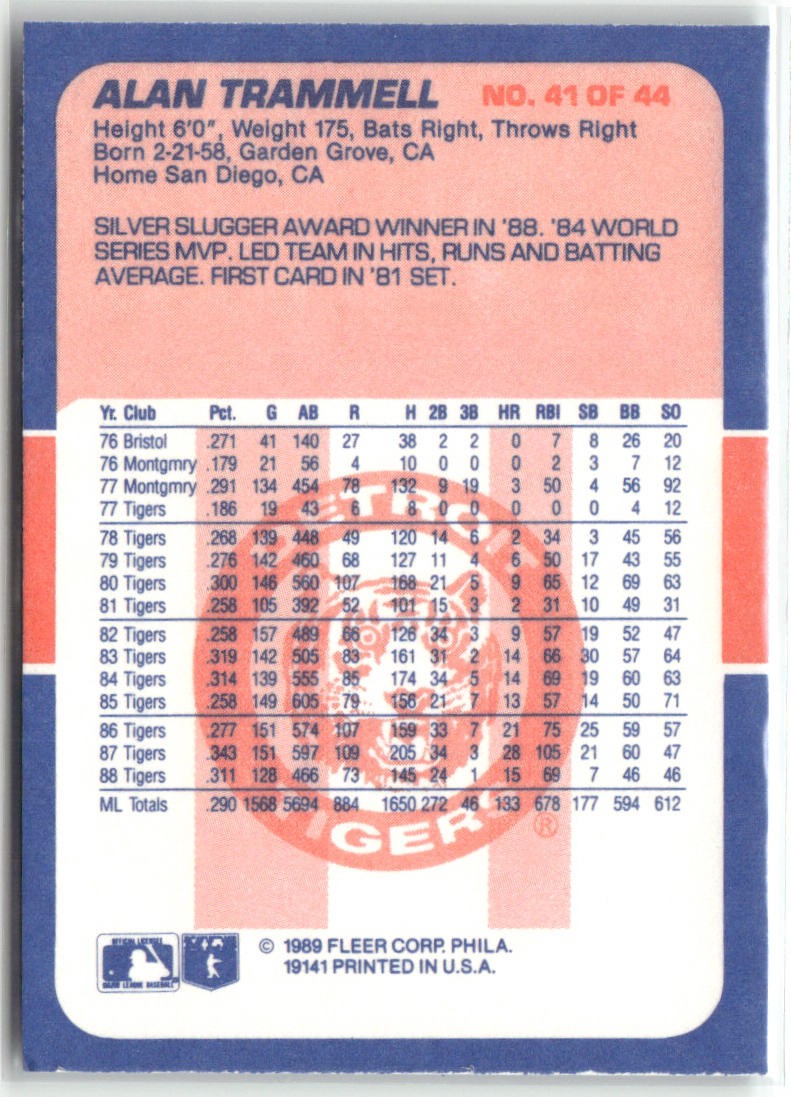 ALAN TRAMMELL NO. 41 OF 44
Height 6'0", Weight 175, Bats Right, Throws Right
Born 2-21-58, Garden Grove, CA
Home San Diego, CA
SILVER SLUGGER AWARD WINNER IN '88. '84 WORLD
SERIES MVP. LED TEAM IN HITS, RUNS AND BATTING
AVERAGE. FIRST CARD IN '81 SET.
Yr. Club Pct. G AB R H 2B 3B HR RBI SB BB SO
76 Bristol .271 41 140 27 38 2 2 0 7 8 26 20
76 Montgmry .179 21 56 4 10 0 0 0 2 3 7 12
77 Montgmry .291 134 454 78 132 9 19 3 50 4 56 92
77 Tigers .186 19 43 6 8 0 0 0 0 0 4 12
78 Tigers .268 139 448 49 120 14 6 2 34 3 45 56
79 Tigers .276 142 460 68 127 11 4 6 50 17 43 55
80 Tigers .300 146 560 107 168 21 5 9 65 12 69 63
81 Tigers .258 105 392 52 101 15 3 2 31 10 49 31
82 Tigers .258 157 489 66 126 34 3 9 57 19 52 47
83 Tigers .319 142 505 83 161 31 2 14 66 30 57 64
84 Tigers .314 139 555 85 174 34 5 14 69 19 60 63
85 Tigers .258 149 605 79 156 21 7 13 57 14 50 71
86 Tigers .277 151 574 107 159 33 7 21 75 25 59 57
87 Tigers .343 151 597 109 205 34 3 28 105 21 60 47
88 Tigers .311 128 466 73 145 24 1 15 69 7 46 46
ML Totals .290 1568 5694 884 1650 272 46 133 678 177 594 612
DETROIT
TIGERS
®
OFFICIAL LICENSEE
MAJOR LEAGUE BASEBALL
© 1989 FLEER CORP. PHILA.
19141 PRINTED IN U.S.A.